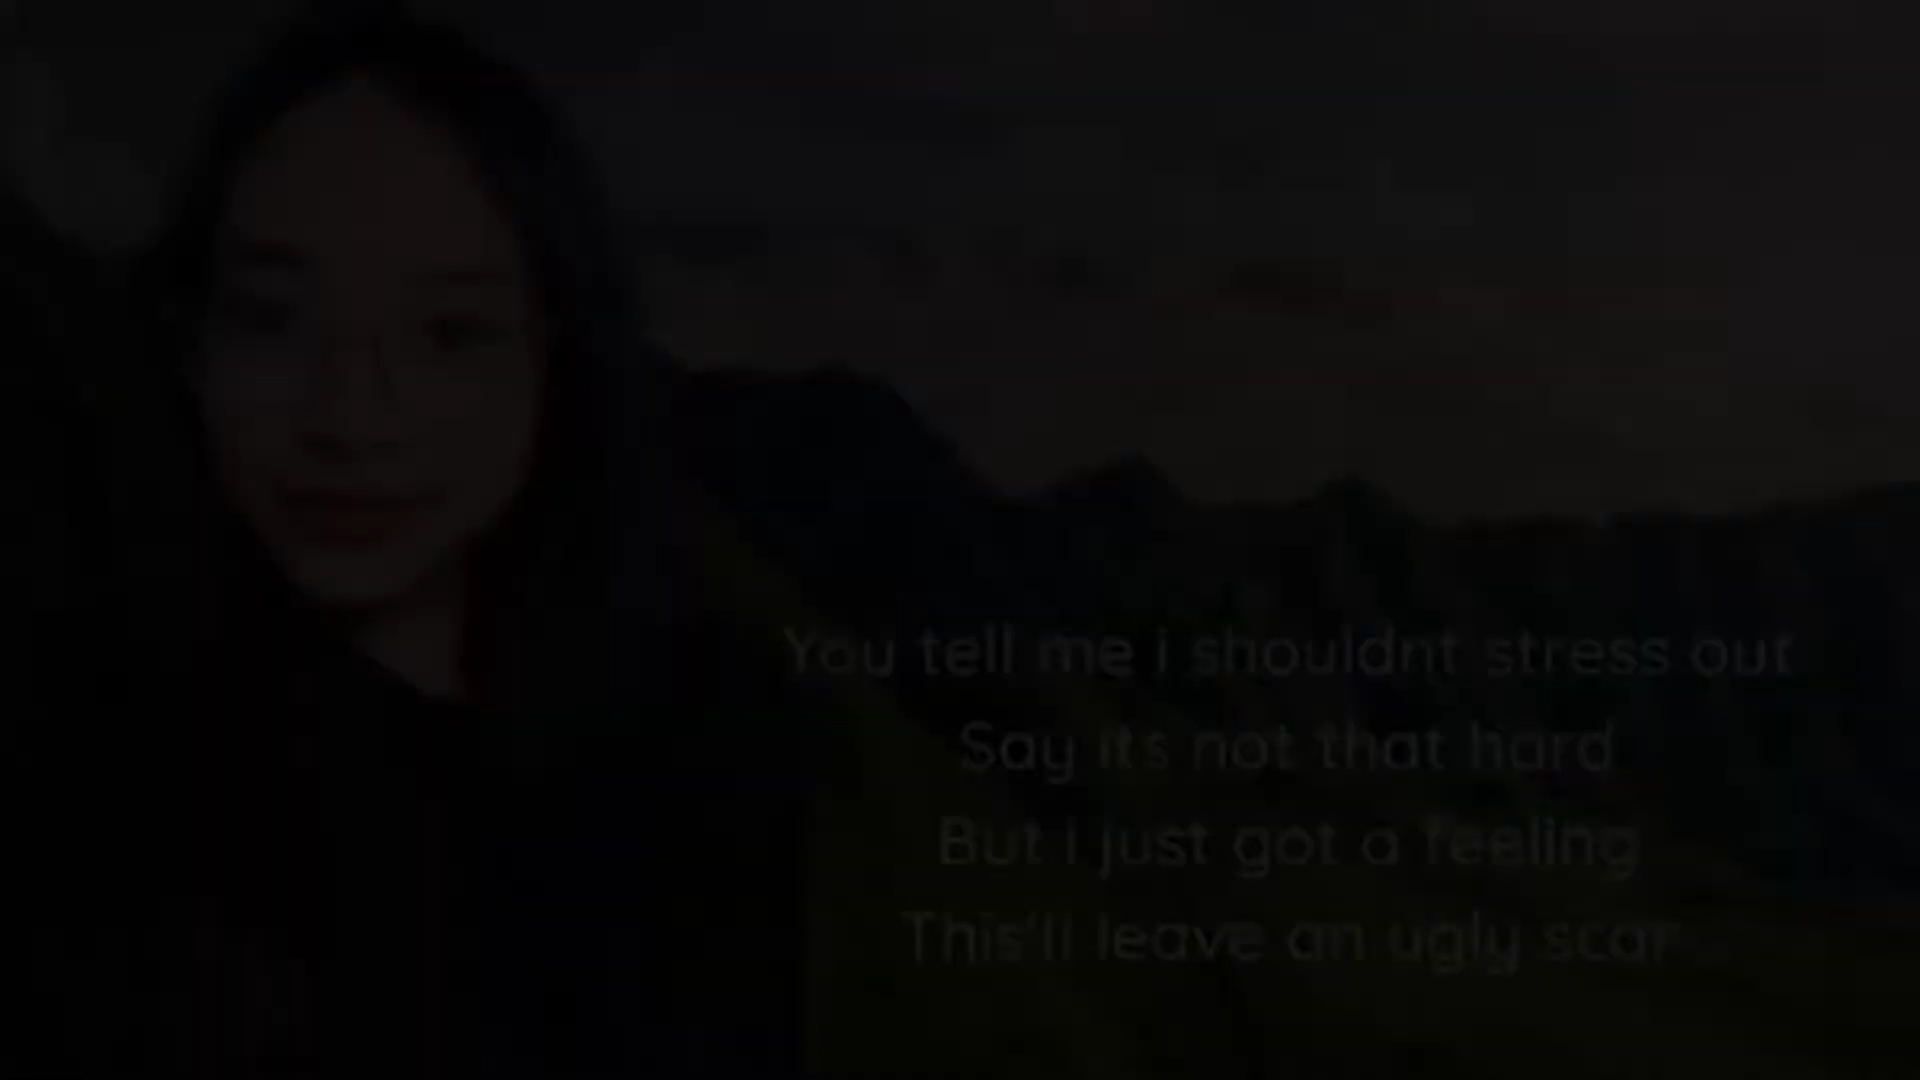 You tell me i shouldnt stress out
Say its not that hard
But I just got a feeling
This'll leave an ugly scar